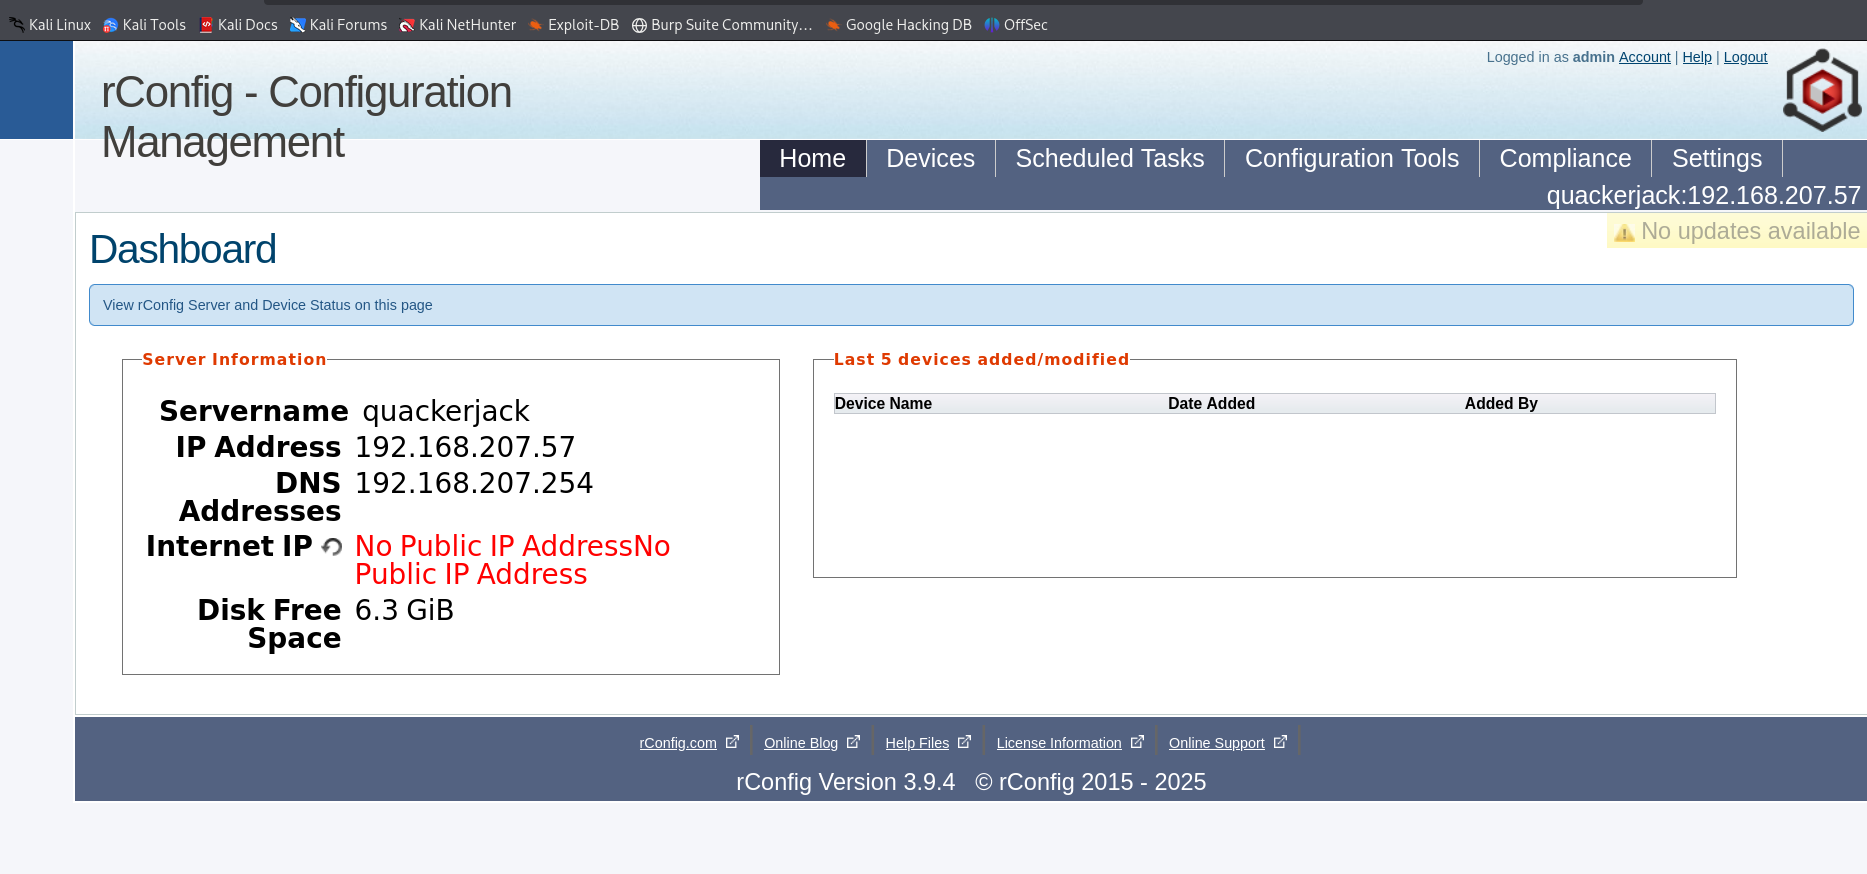 Kali Linux Kali Tools Kali Docs Kali Forums Kali NetHunter Exploit-DB Burp Suite Community… Google Hacking DB OffSec
Logged in as admin Account | Help | Logout
rConfig - Configuration
Management
Home Devices Scheduled Tasks Configuration Tools Compliance Settings
quackerjack:192.168.207.57
No updates available
Dashboard
View rConfig Server and Device Status on this page
Server Information
Servername quackerjack
IP Address 192.168.207.57
DNS 192.168.207.254
Addresses
Internet IP No Public IP AddressNo
Public IP Address
Disk Free 6.3 GiB
Space
Last 5 devices added/modified
Device Name Date Added Added By
rConfig.com Online Blog Help Files License Information Online Support
rConfig Version 3.9.4 © rConfig 2015 - 2025